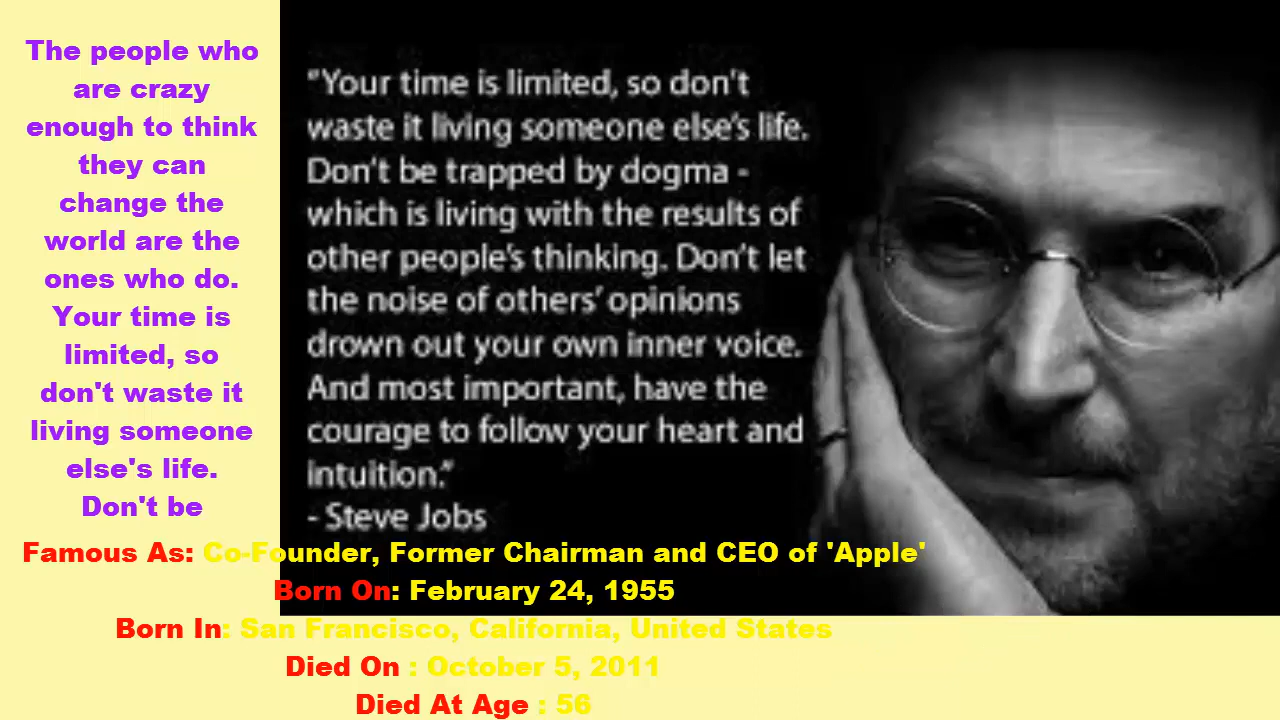 The people who
are crazy
enough to think
they can
change the
world are the
ones who do.
Your time is
limited, so
don't waste it
living someone
else's life.
Don't be
"Your time is limited, so don't
waste it living someone else's life.
Don't be trapped by dogma -
which is living with the results of
other people's thinking. Don't let
the noise of others' opinions
drown out your own inner voice.
And most important, have the
courage to follow your heart and
intuition."
- Steve Jobs
Famous As: Co-Founder, Former Chairman and CEO of 'Apple'
Born On: February 24, 1955
Born In: San Francisco, California, United States
Died On : October 5, 2011
Died At Age : 56